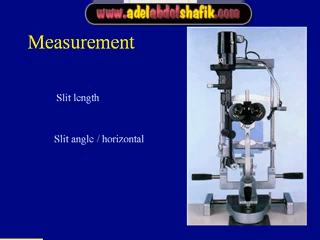 www.adelabdelshafik.com
Measurement
Slit length
Slit angle / horizontal